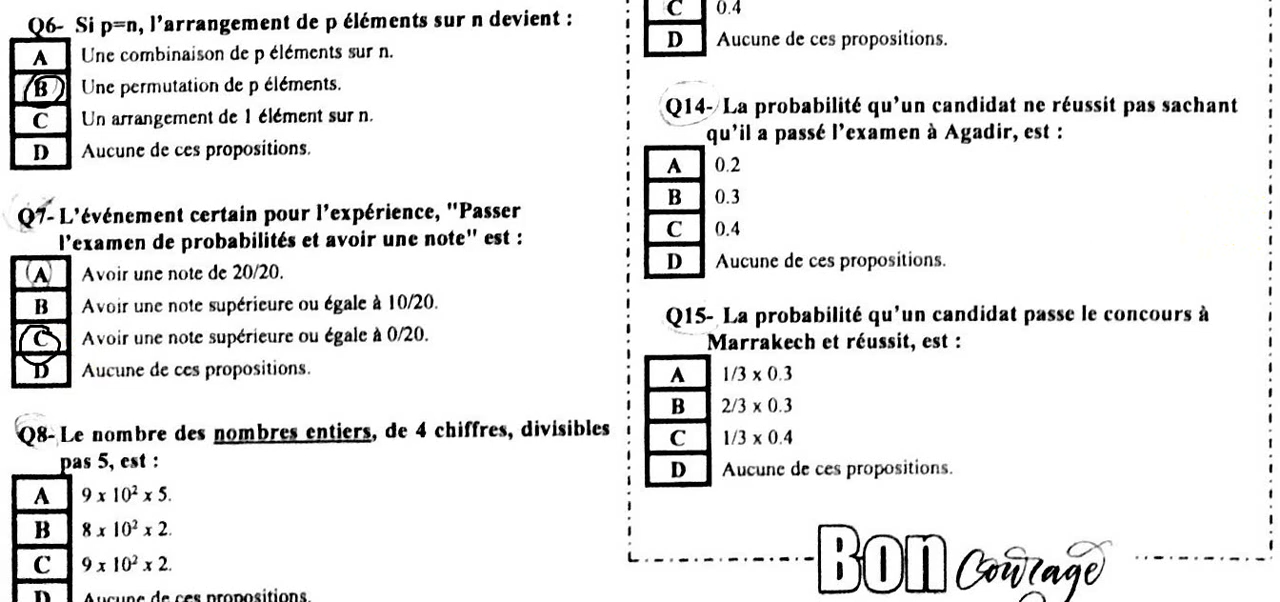 Q6- Si p=n, l'arrangement de p éléments sur n devient :
A Une combinaison de p éléments sur n.
B Une permutation de p éléments.
C Un arrangement de 1 élément sur n.
D Aucune de ces propositions.
Q7- L'événement certain pour l'expérience, "Passer
l'examen de probabilités et avoir une note" est :
A Avoir une note de 20/20.
B Avoir une note supérieure ou égale à 10/20.
C Avoir une note supérieure ou égale à 0/20.
D Aucune de ces propositions.
Q8- Le nombre des nombres entiers, de 4 chiffres, divisibles
pas 5, est :
A 9 x 10² x 5.
B 8 x 10² x 2.
C 9 x 10² x 2.
D Aucune de ces propositions.
C 0.4
D Aucune de ces propositions.
Q14- La probabilité qu'un candidat ne réussit pas sachant
qu'il a passé l'examen à Agadir, est :
A 0.2
B 0.3
C 0.4
D Aucune de ces propositions.
Q15- La probabilité qu'un candidat passe le concours à
Marrakech et réussit, est :
A 1/3 x 0.3
B 2/3 x 0.3
C 1/3 x 0.4
D Aucune de ces propositions.
Bon Courage